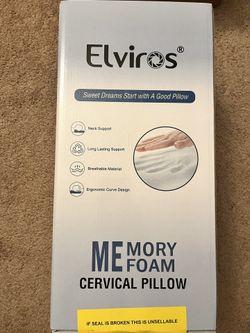 Elviros®
Sweet Dreams Start with A Good Pillow
Neck Support
Long Lasting Support
Breathable Material
Ergonomic Curve Design
MEMORY
FOAM
CERVICAL PILLOW
IF SEAL IS BROKEN THIS IS UNSELLABLE